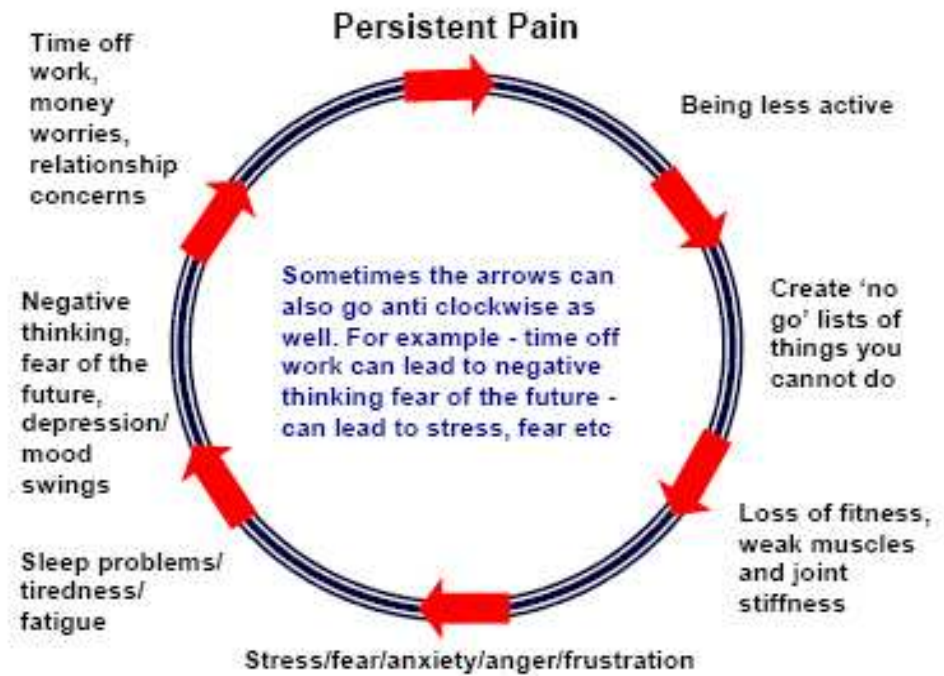 Persistent Pain
Being less active
Create ‘no
go’ lists of
things you
cannot do
Loss of fitness,
weak muscles
and joint
stiffness
Stress/fear/anxiety/anger/frustration
Sleep problems/
tiredness/
fatigue
Negative
thinking,
fear of the
future,
depression/
mood
swings
Time off
work,
money
worries,
relationship
concerns
Sometimes the arrows can
also go anti clockwise as
well. For example - time off
work can lead to negative
thinking fear of the future -
can lead to stress, fear etc